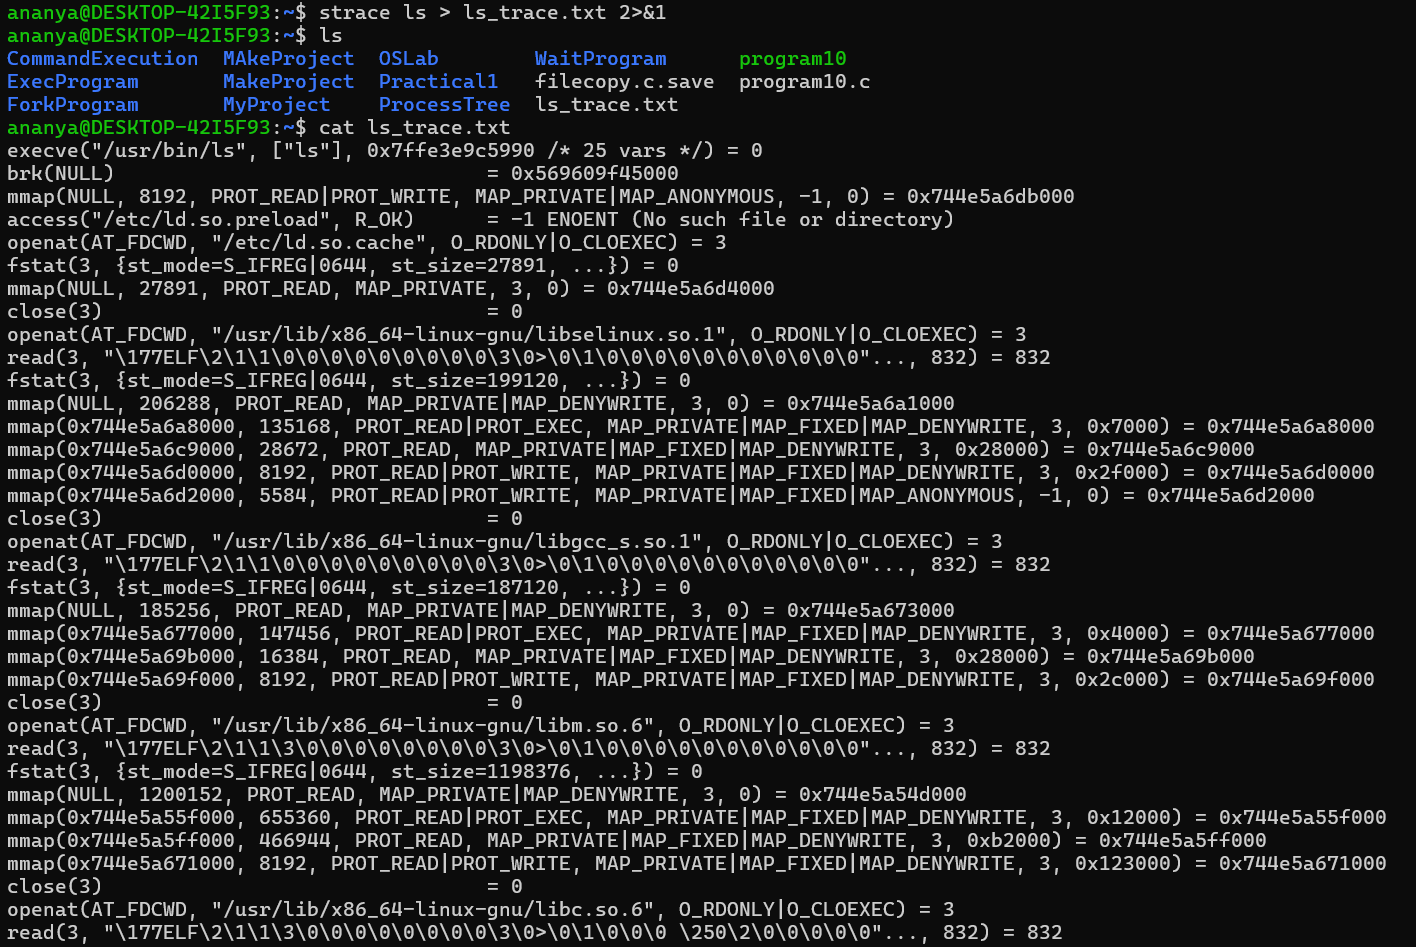 ananya@DESKTOP-42I5F93:~$ strace ls > ls_trace.txt 2>&1
ananya@DESKTOP-42I5F93:~$ ls
CommandExecution  MAkeProject  OSLab        WaitProgram      program10
ExecProgram       MakeProject  Practical1   filecopy.c.save  program10.c
ForkProgram       MyProject    ProcessTree  ls_trace.txt
ananya@DESKTOP-42I5F93:~$ cat ls_trace.txt
execve("/usr/bin/ls", ["ls"], 0x7ffe3e9c5990 /* 25 vars */) = 0
brk(NULL)                               = 0x569609f45000
mmap(NULL, 8192, PROT_READ|PROT_WRITE, MAP_PRIVATE|MAP_ANONYMOUS, -1, 0) = 0x744e5a6db000
access("/etc/ld.so.preload", R_OK)      = -1 ENOENT (No such file or directory)
openat(AT_FDCWD, "/etc/ld.so.cache", O_RDONLY|O_CLOEXEC) = 3
fstat(3, {st_mode=S_IFREG|0644, st_size=27891, ...}) = 0
mmap(NULL, 27891, PROT_READ, MAP_PRIVATE, 3, 0) = 0x744e5a6d4000
close(3)                                = 0
openat(AT_FDCWD, "/usr/lib/x86_64-linux-gnu/libselinux.so.1", O_RDONLY|O_CLOEXEC) = 3
read(3, "\177ELF\2\1\1\0\0\0\0\0\0\0\0\0\3\0>\0\1\0\0\0\0\0\0\0\0\0\0\0"..., 832) = 832
fstat(3, {st_mode=S_IFREG|0644, st_size=199120, ...}) = 0
mmap(NULL, 206288, PROT_READ, MAP_PRIVATE|MAP_DENYWRITE, 3, 0) = 0x744e5a6a1000
mmap(0x744e5a6a8000, 135168, PROT_READ|PROT_EXEC, MAP_PRIVATE|MAP_FIXED|MAP_DENYWRITE, 3, 0x7000) = 0x744e5a6a8000
mmap(0x744e5a6c9000, 28672, PROT_READ, MAP_PRIVATE|MAP_FIXED|MAP_DENYWRITE, 3, 0x28000) = 0x744e5a6c9000
mmap(0x744e5a6d0000, 8192, PROT_READ|PROT_WRITE, MAP_PRIVATE|MAP_FIXED|MAP_DENYWRITE, 3, 0x2f000) = 0x744e5a6d0000
mmap(0x744e5a6d2000, 5584, PROT_READ|PROT_WRITE, MAP_PRIVATE|MAP_FIXED|MAP_ANONYMOUS, -1, 0) = 0x744e5a6d2000
close(3)                                = 0
openat(AT_FDCWD, "/usr/lib/x86_64-linux-gnu/libgcc_s.so.1", O_RDONLY|O_CLOEXEC) = 3
read(3, "\177ELF\2\1\1\0\0\0\0\0\0\0\0\0\3\0>\0\1\0\0\0\0\0\0\0\0\0\0\0"..., 832) = 832
fstat(3, {st_mode=S_IFREG|0644, st_size=187120, ...}) = 0
mmap(NULL, 185256, PROT_READ, MAP_PRIVATE|MAP_DENYWRITE, 3, 0) = 0x744e5a673000
mmap(0x744e5a677000, 147456, PROT_READ|PROT_EXEC, MAP_PRIVATE|MAP_FIXED|MAP_DENYWRITE, 3, 0x4000) = 0x744e5a677000
mmap(0x744e5a69b000, 16384, PROT_READ, MAP_PRIVATE|MAP_FIXED|MAP_DENYWRITE, 3, 0x28000) = 0x744e5a69b000
mmap(0x744e5a69f000, 8192, PROT_READ|PROT_WRITE, MAP_PRIVATE|MAP_FIXED|MAP_DENYWRITE, 3, 0x2c000) = 0x744e5a69f000
close(3)                                = 0
openat(AT_FDCWD, "/usr/lib/x86_64-linux-gnu/libm.so.6", O_RDONLY|O_CLOEXEC) = 3
read(3, "\177ELF\2\1\1\3\0\0\0\0\0\0\0\0\3\0>\0\1\0\0\0\0\0\0\0\0\0\0\0"..., 832) = 832
fstat(3, {st_mode=S_IFREG|0644, st_size=1198376, ...}) = 0
mmap(NULL, 1200152, PROT_READ, MAP_PRIVATE|MAP_DENYWRITE, 3, 0) = 0x744e5a54d000
mmap(0x744e5a55f000, 655360, PROT_READ|PROT_EXEC, MAP_PRIVATE|MAP_FIXED|MAP_DENYWRITE, 3, 0x12000) = 0x744e5a55f000
mmap(0x744e5a5ff000, 466944, PROT_READ, MAP_PRIVATE|MAP_FIXED|MAP_DENYWRITE, 3, 0xb2000) = 0x744e5a5ff000
mmap(0x744e5a671000, 8192, PROT_READ|PROT_WRITE, MAP_PRIVATE|MAP_FIXED|MAP_DENYWRITE, 3, 0x123000) = 0x744e5a671000
close(3)                                = 0
openat(AT_FDCWD, "/usr/lib/x86_64-linux-gnu/libc.so.6", O_RDONLY|O_CLOEXEC) = 3
read(3, "\177ELF\2\1\1\3\0\0\0\0\0\0\0\0\3\0>\0\1\0\0\0 \250\2\0\0\0\0\0"..., 832) = 832